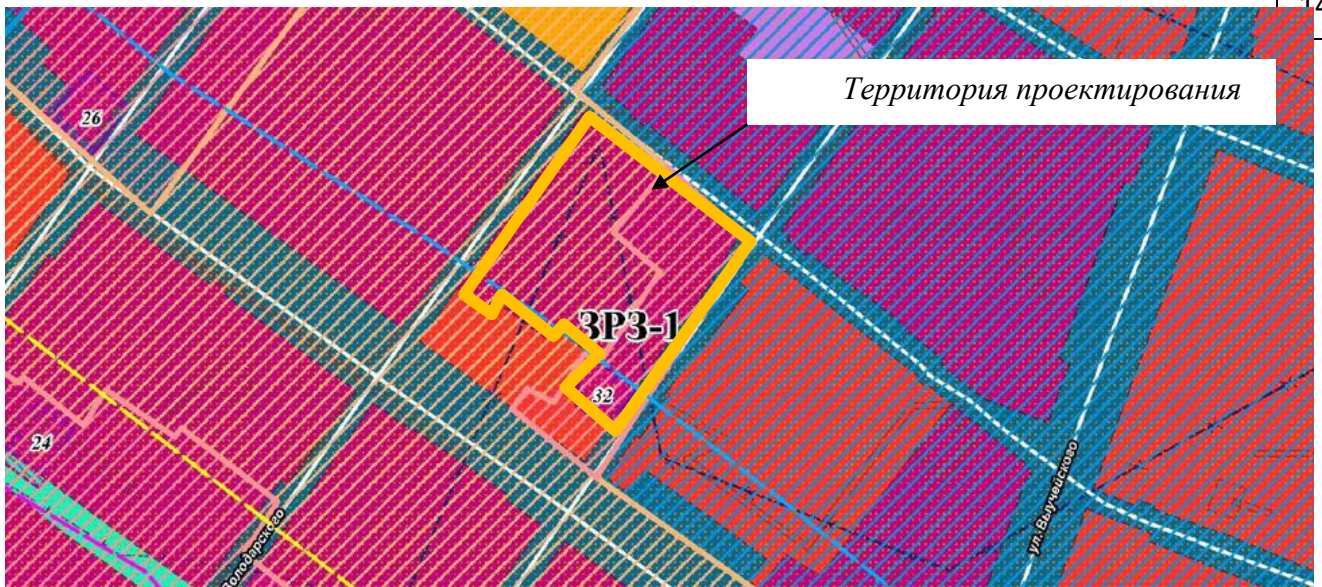 Территория проектирования
26
ЗРЗ-1
32
24
Володарского
ул. Выучейского